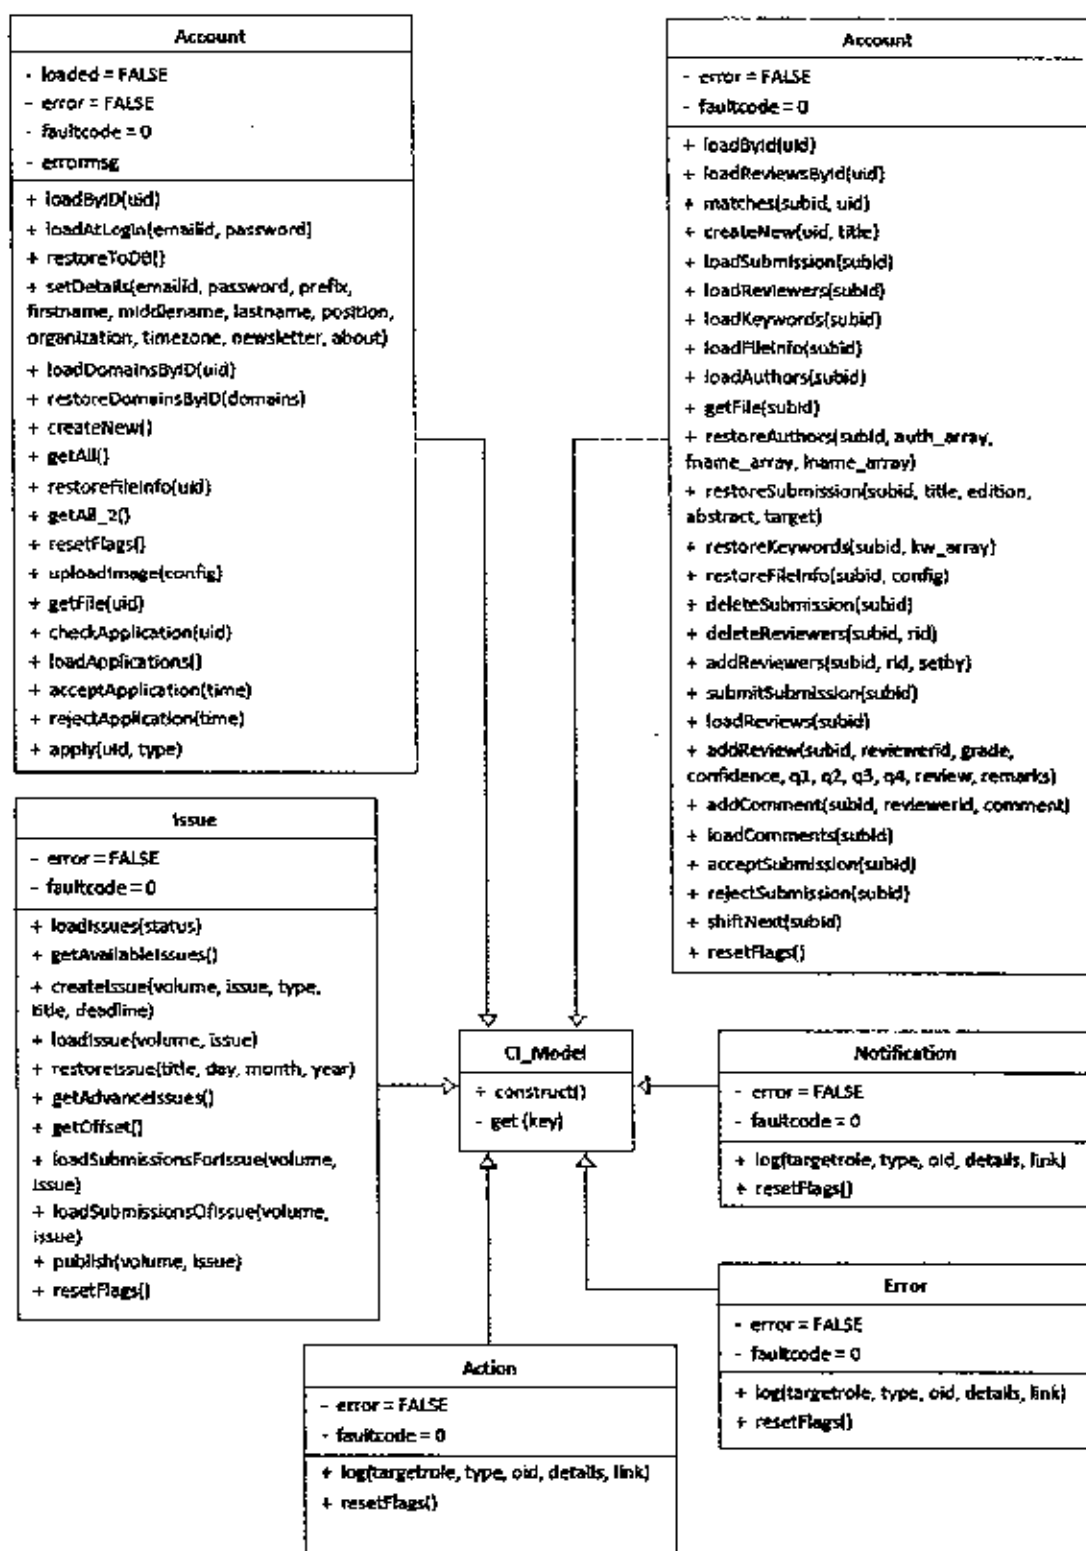 Account
- loaded = FALSE
- error = FALSE
- faultcode = 0
- errormsg
+ loadByID(uid)
+ loadAtLogin(emailid, password)
+ restoreToDB()
+ setDetails(emailid, password, prefix,
firstname, middlename, lastname, position,
organization, timezone, newsletter, about)
+ loadDomainsByID(uid)
+ restoreDomainsByID(domains)
+ createNew()
+ getAll()
+ restoreFileInfo(uid)
+ getAll_2()
+ resetFlags()
+ uploadImage(config)
+ getFile(uid)
+ checkApplication(uid)
+ loadApplications()
+ acceptApplication(time)
+ rejectApplication(time)
+ apply(uid, type)
Account
- error = FALSE
- faultcode = 0
+ loadById(uid)
+ loadReviewsById(uid)
+ matches(subid, uid)
+ createNew(uid, title)
+ loadSubmission(subid)
+ loadReviewers(subid)
+ loadKeywords(subid)
+ loadFileInfo(subid)
+ loadAuthors(subid)
+ getFile(subid)
+ restoreAuthors(subid, auth_array,
fname_array, lname_array)
+ restoreSubmission(subid, title, edition,
abstract, target)
+ restoreKeywords(subid, kw_array)
+ restoreFileInfo(subid, config)
+ deleteSubmission(subid)
+ deleteReviewers(subid, rid)
+ addReviewers(subid, rid, setby)
+ submitSubmission(subid)
+ loadReviews(subid)
+ addReview(subid, reviewerid, grade,
confidence, q1, q2, q3, q4, review, remarks)
+ addComment(subid, reviewerid, comment)
+ loadComments(subid)
+ acceptSubmission(subid)
+ rejectSubmission(subid)
+ shiftNext(subid)
+ resetFlags()
Issue
- error = FALSE
- faultcode = 0
+ loadIssues(status)
+ getAvailableIssues()
+ createIssue(volume, issue, type,
title, deadline)
+ loadIssue(volume, issue)
+ restoreIssue(title, day, month, year)
+ getAdvanceIssues()
+ getOffset()
+ loadSubmissionsForIssue(volume,
issue)
+ loadSubmissionsOfIssue(volume,
issue)
+ publish(volume, issue)
+ resetFlags()
CI_Model
+ construct()
- get (key)
Notification
- error = FALSE
- faultcode = 0
+ log(targetrole, type, oid, details, link)
+ resetFlags()
Error
- error = FALSE
- faultcode = 0
+ log(targetrole, type, oid, details, link)
+ resetFlags()
Action
- error = FALSE
- faultcode = 0
+ log(targetrole, type, oid, details, link)
+ resetFlags()